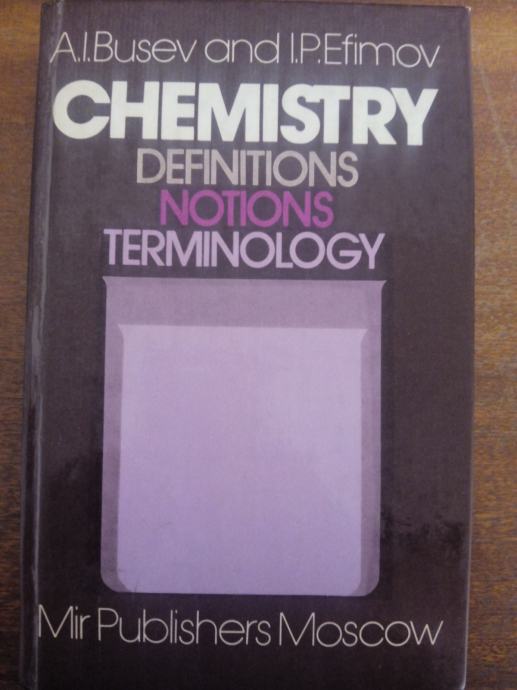 A.I.Busev and I.P.Efimov
CHEMISTRY
DEFINITIONS
NOTIONS
TERMINOLOGY
Mir Publishers Moscow